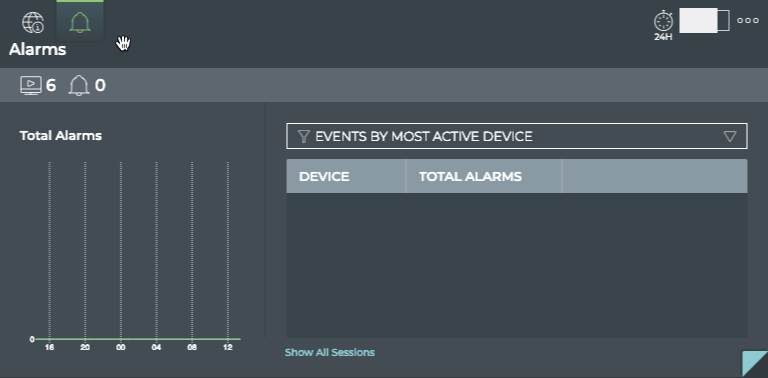 24H
Alarms
6 0
Total Alarms
EVENTS BY MOST ACTIVE DEVICE
DEVICE TOTAL ALARMS
0
16 20 00 04 08 12
Show All Sessions